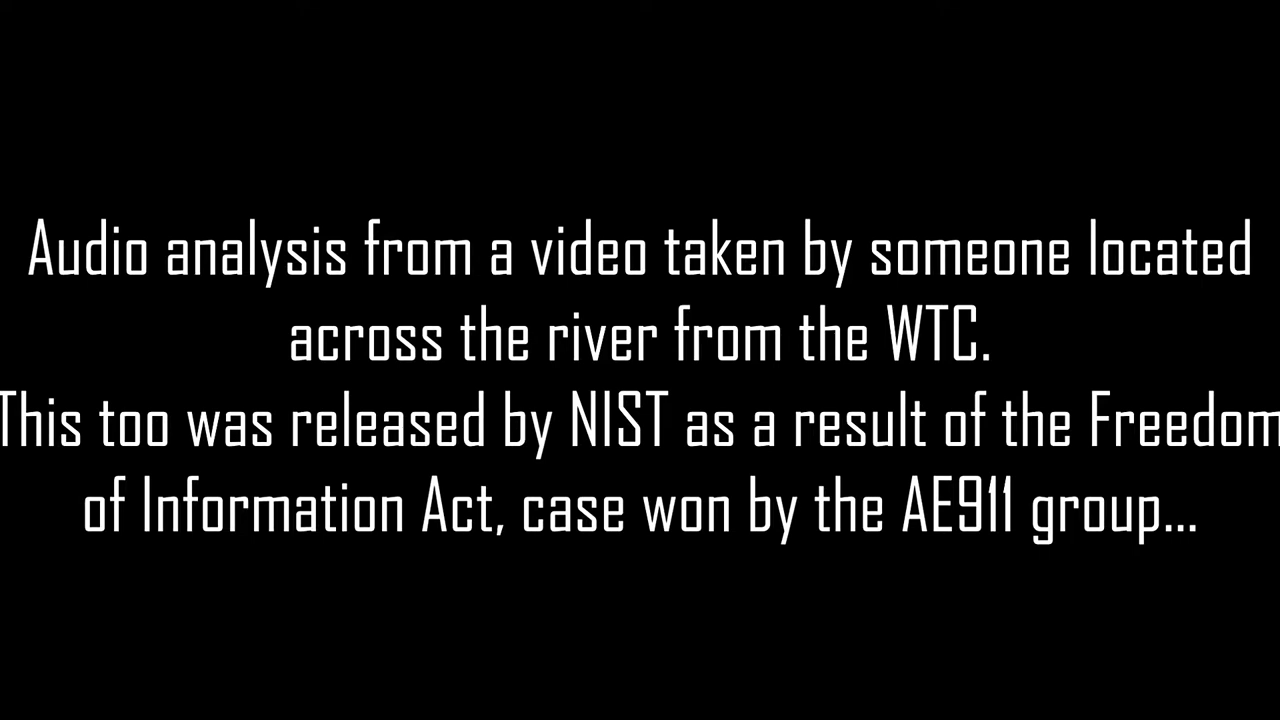 Audio analysis from a video taken by someone located
across the river from the WTC.
This too was released by NIST as a result of the Freedom
of Information Act, case won by the AE911 group...